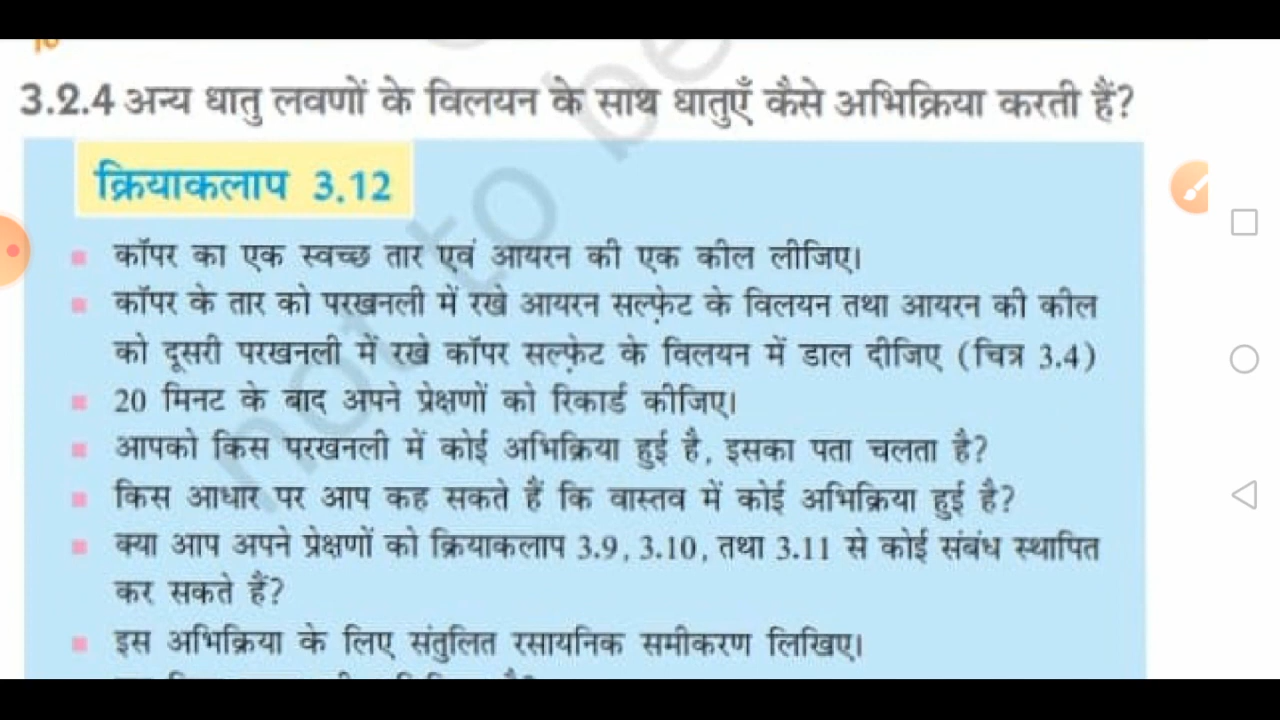 3.2.4 अन्य धातु लवणों के विलयन के साथ धातुएँ कैसे अभिक्रिया करती हैं?
क्रियाकलाप 3.12
कॉपर का एक स्वच्छ तार एवं आयरन की एक कील लीजिए।
कॉपर के तार को परखनली में रखे आयरन सल्फ़ेट के विलयन तथा आयरन की कील
को दूसरी परखनली में रखे कॉपर सल्फ़ेट के विलयन में डाल दीजिए (चित्र 3.4)
20 मिनट के बाद अपने प्रेक्षणों को रिकार्ड कीजिए।
आपको किस परखनली में कोई अभिक्रिया हुई है, इसका पता चलता है?
किस आधार पर आप कह सकते हैं कि वास्तव में कोई अभिक्रिया हुई है?
क्या आप अपने प्रेक्षणों को क्रियाकलाप 3.9, 3.10, तथा 3.11 से कोई संबंध स्थापित
कर सकते हैं?
इस अभिक्रिया के लिए संतुलित रसायनिक समीकरण लिखिए।
not to be